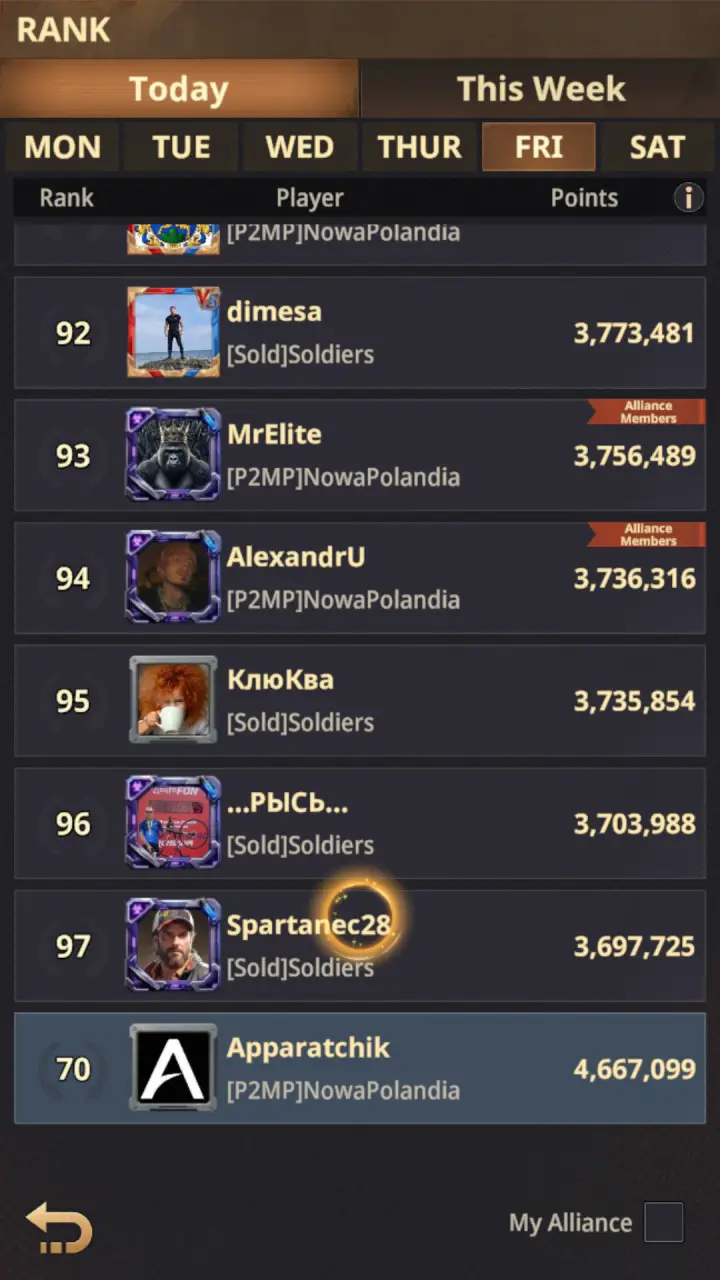 RANK
Today
This Week
MON
TUE
WED
THUR
FRI
SAT
Rank
Player
Points
i
[P2MP]NowaPolandia
92
VS
dimesa
[Sold]Soldiers
3,773,481
93
MrElite
[P2MP]NowaPolandia
Alliance
Members
3,756,489
94
AlexandrU
[P2MP]NowaPolandia
Alliance
Members
3,736,316
95
КлюКва
[Sold]Soldiers
3,735,854
96
...РЫСЬ...
[Sold]Soldiers
3,703,988
97
Spartanec28
[Sold]Soldiers
3,697,725
70
Apparatchik
[P2MP]NowaPolandia
4,667,099
My Alliance